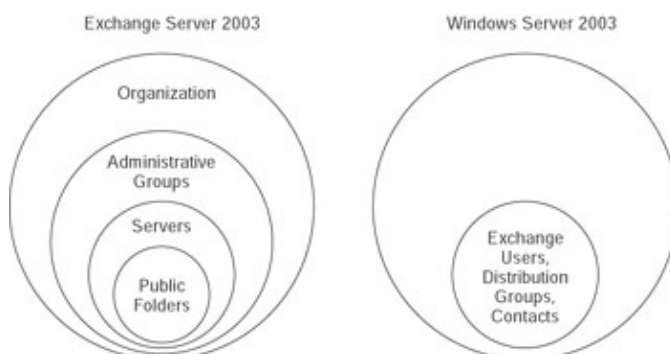 Exchange Server 2003
Organization
Administrative
Groups
Servers
Public
Folders
Windows Server 2003
Exchange
Users,
Distribution
Groups,
Contacts